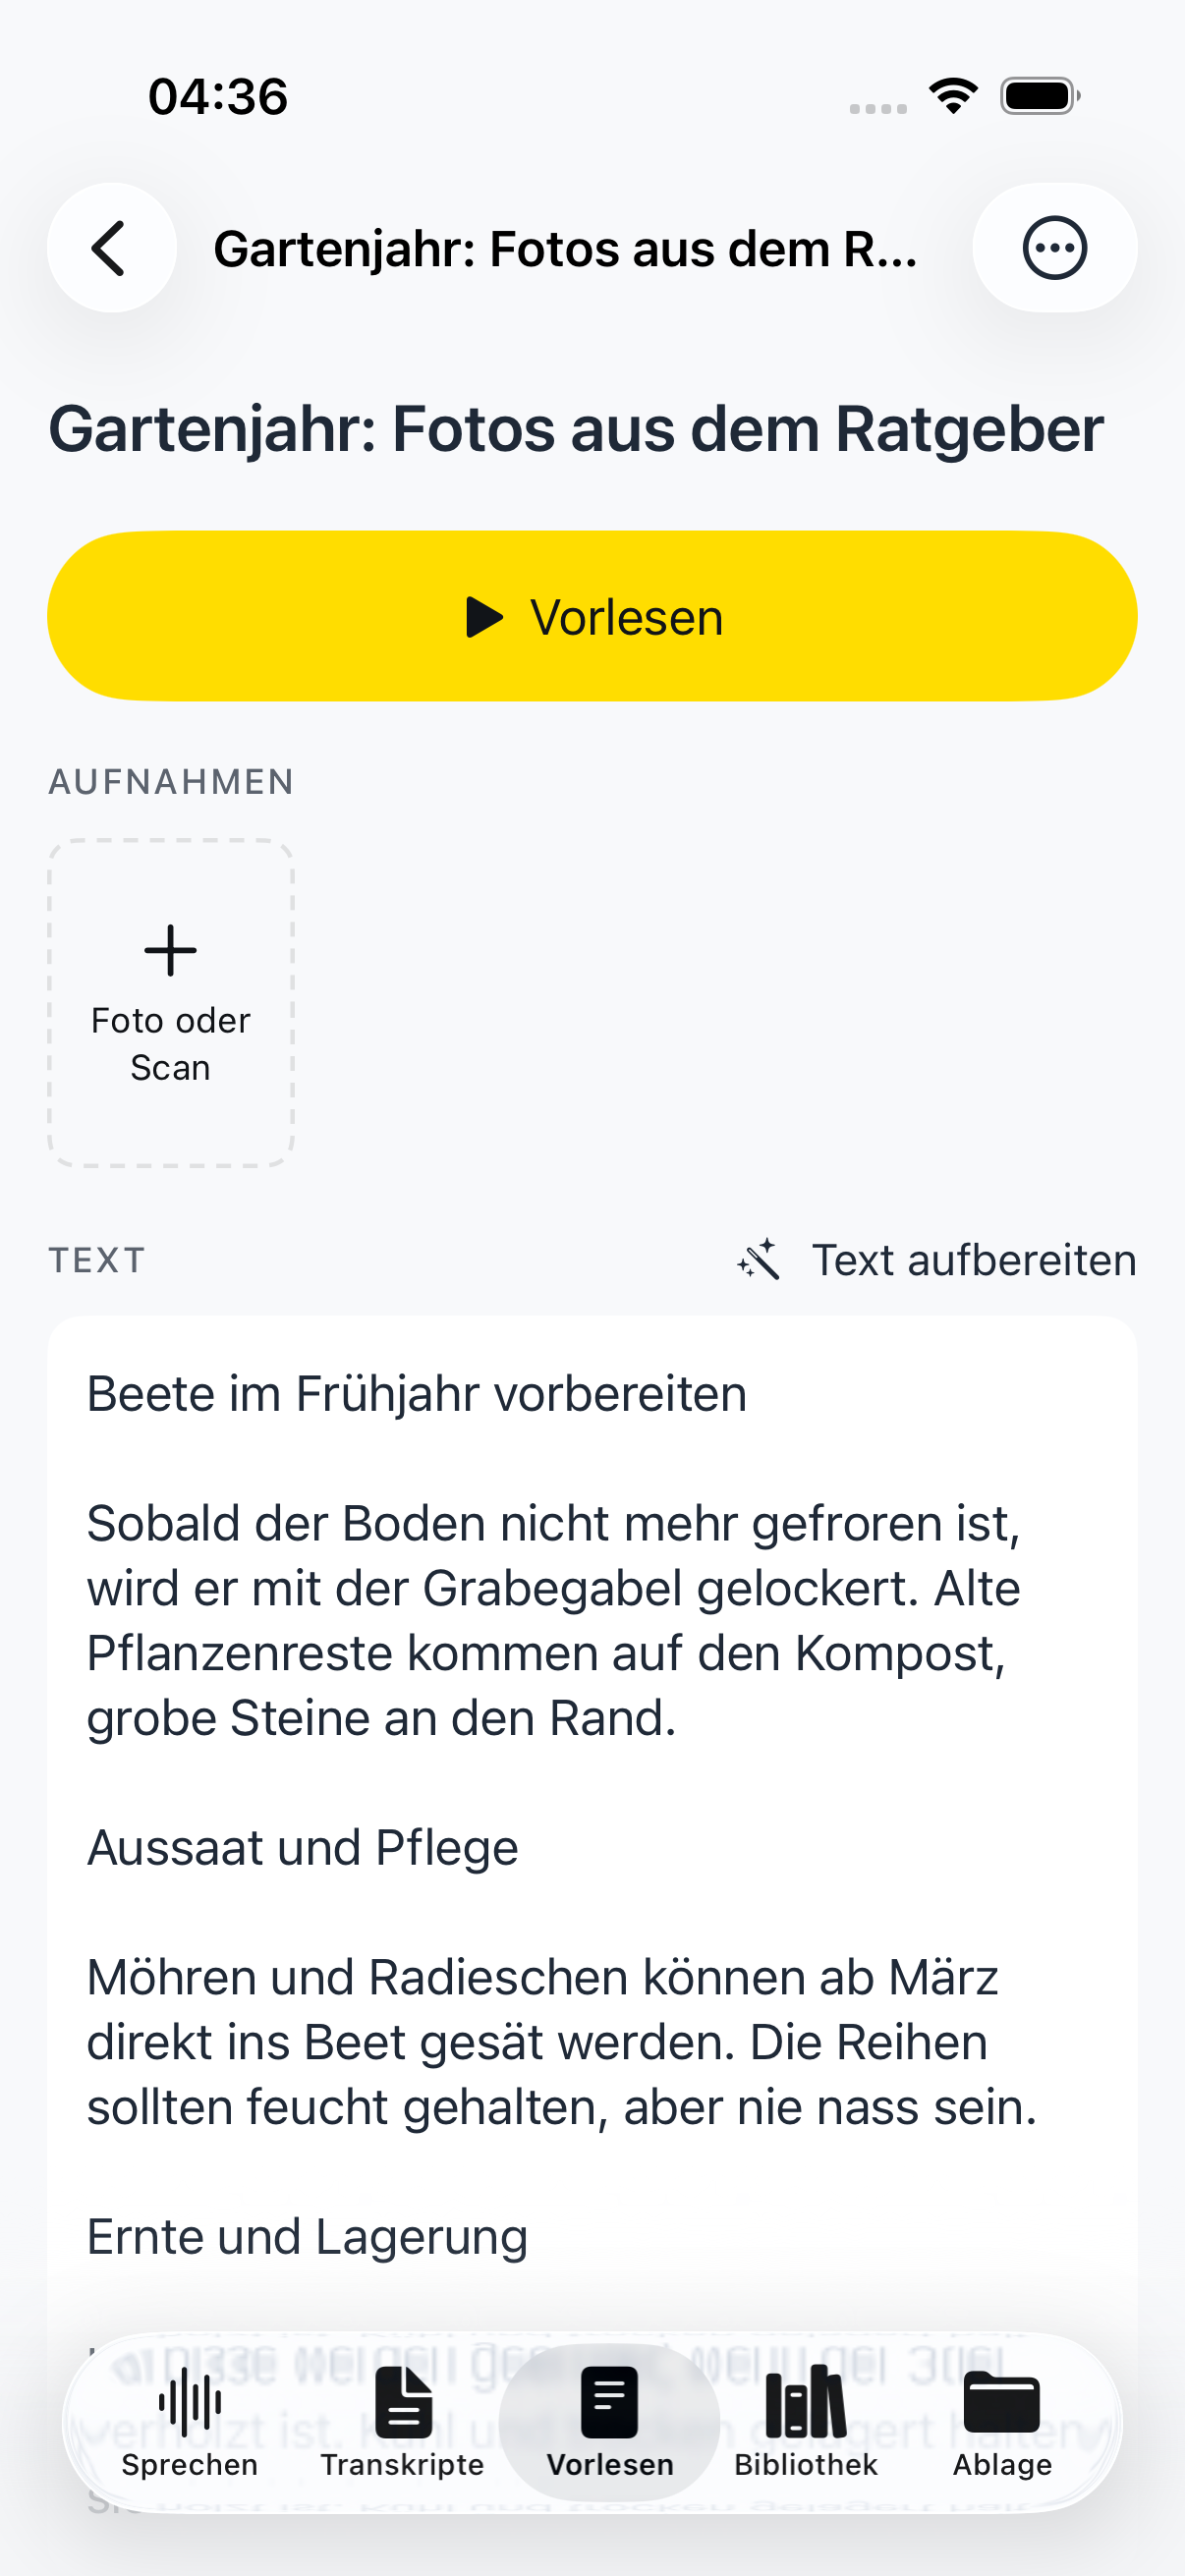 04:36
Gartenjahr: Fotos aus dem R...
Gartenjahr: Fotos aus dem Ratgeber
Vorlesen
AUFNAHMEN
Foto oder
Scan
TEXT
Text aufbereiten
Beete im Frühjahr vorbereiten
Sobald der Boden nicht mehr gefroren ist,
wird er mit der Grabegabel gelockert. Alte
Pflanzenreste kommen auf den Kompost,
grobe Steine an den Rand.
Aussaat und Pflege
Möhren und Radieschen können ab März
direkt ins Beet gesät werden. Die Reihen
sollten feucht gehalten, aber nie nass sein.
Ernte und Lagerung
Sprechen
Transkripte
Vorlesen
Bibliothek
Ablage